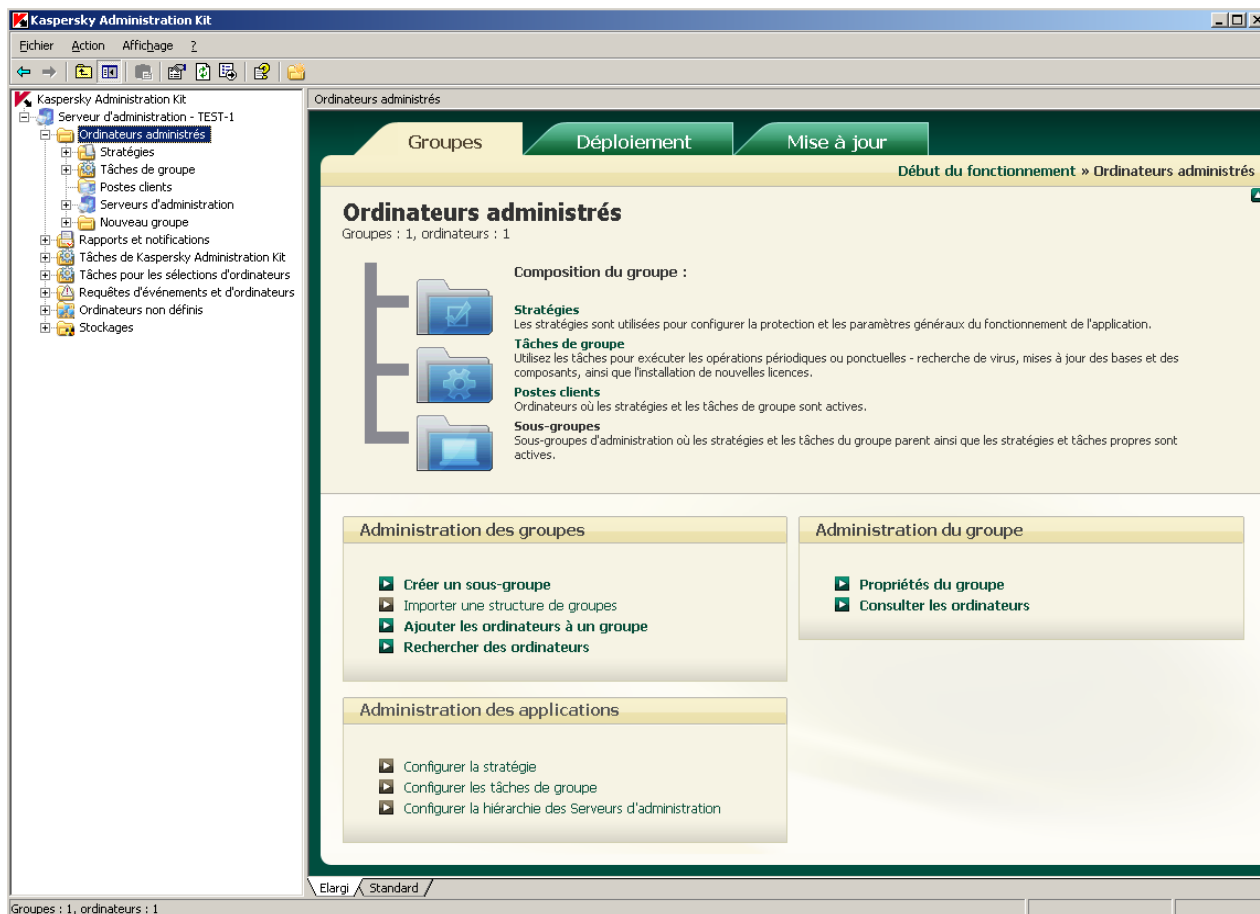 Kaspersky Administration Kit
Fichier Action Affichage ?
Kaspersky Administration Kit
Serveur d'administration - TEST-1
Ordinateurs administrés
Stratégies
Tâches de groupe
Postes clients
Serveurs d'administration
Nouveau groupe
Rapports et notifications
Tâches de Kaspersky Administration Kit
Tâches pour les sélections d'ordinateurs
Requêtes d'événements et d'ordinateurs
Ordinateurs non définis
Stockages
Ordinateurs administrés
Groupes Déploiement Mise à jour
Début du fonctionnement » Ordinateurs administrés
Ordinateurs administrés
Groupes : 1, ordinateurs : 1
Composition du groupe :
Stratégies
Les stratégies sont utilisées pour configurer la protection et les paramètres généraux du fonctionnement de l'application.
Tâches de groupe
Utilisez les tâches pour exécuter les opérations périodiques ou ponctuelles - recherche de virus, mises à jour des bases et des
composants, ainsi que l'installation de nouvelles licences.
Postes clients
Ordinateurs où les stratégies et les tâches de groupe sont actives.
Sous-groupes
Sous-groupes d'administration où les stratégies et les tâches du groupe parent ainsi que les stratégies et tâches propres sont
actives.
Administration des groupes
Créer un sous-groupe
Importer une structure de groupes
Ajouter les ordinateurs à un groupe
Rechercher des ordinateurs
Administration du groupe
Propriétés du groupe
Consulter les ordinateurs
Administration des applications
Configurer la stratégie
Configurer les tâches de groupe
Configurer la hiérarchie des Serveurs d'administration
Elargi Standard
Groupes : 1, ordinateurs : 1